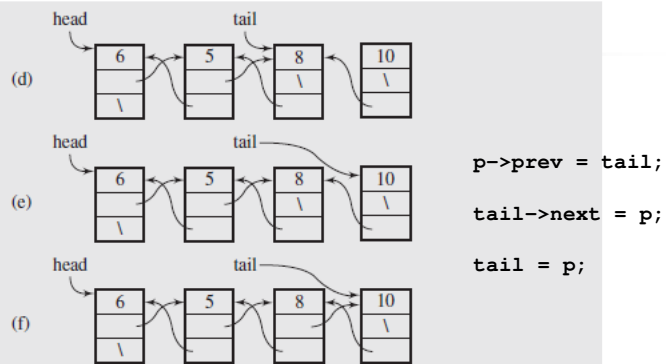 head tail
6 5 8 10
(d) \ \
\
head tail
6 5 8 10
p->prev = tail;
(e) \ \
\
tail->next = p;
head tail
tail = p;
6 5 8 10
(f) \
\